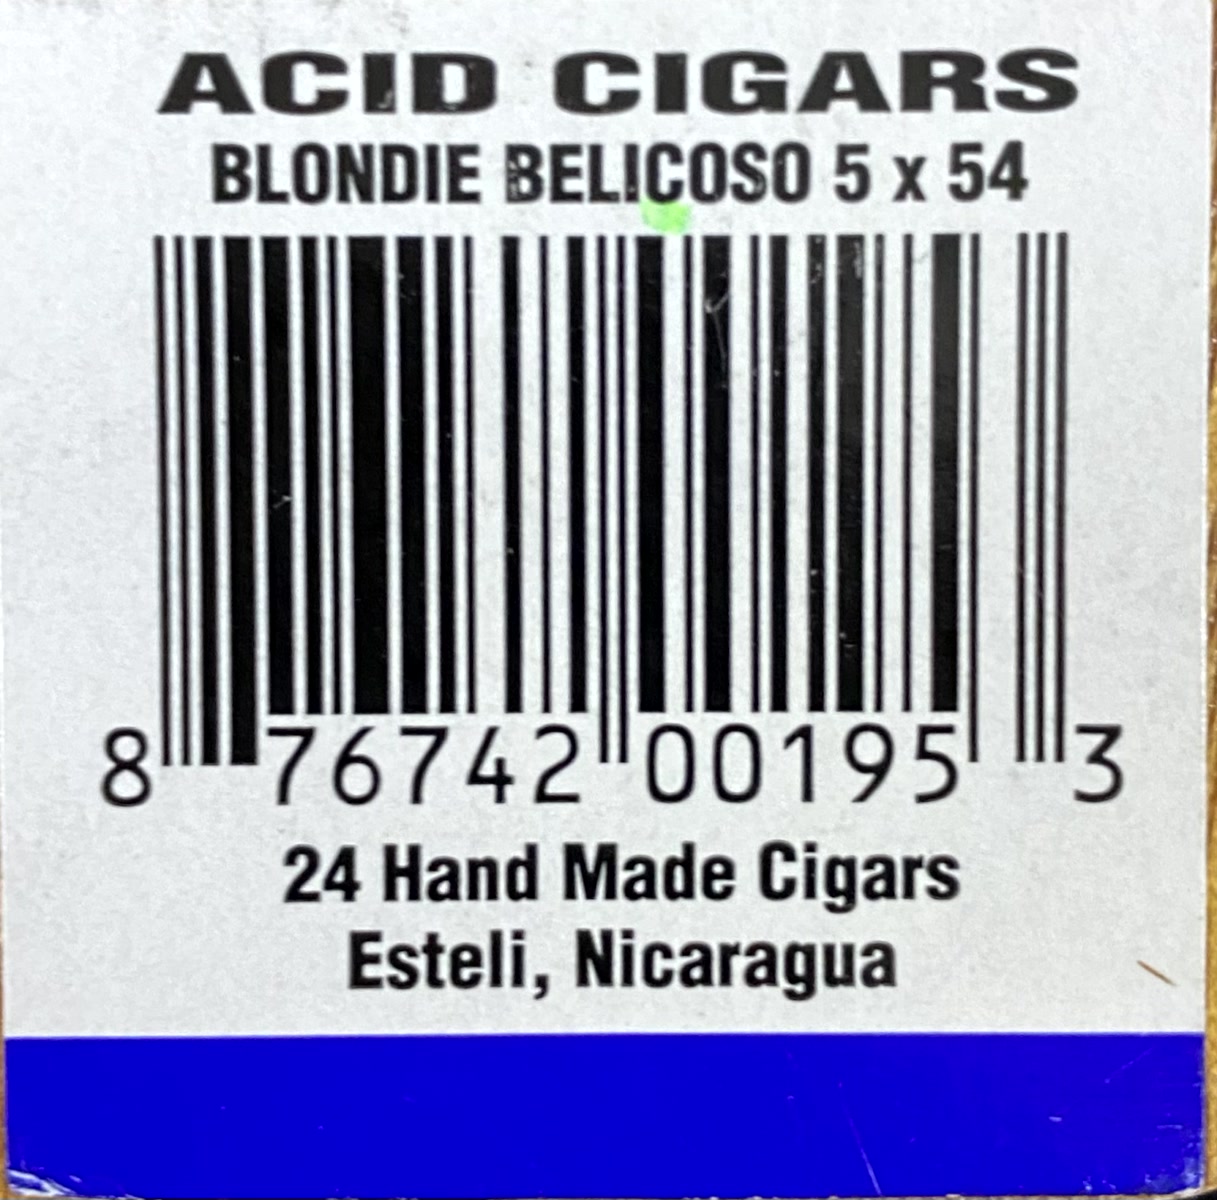 ACID CIGARS
BLONDIE BELICOSO 5 x 54
8 76742 00195 3
24 Hand Made Cigars
Esteli, Nicaragua